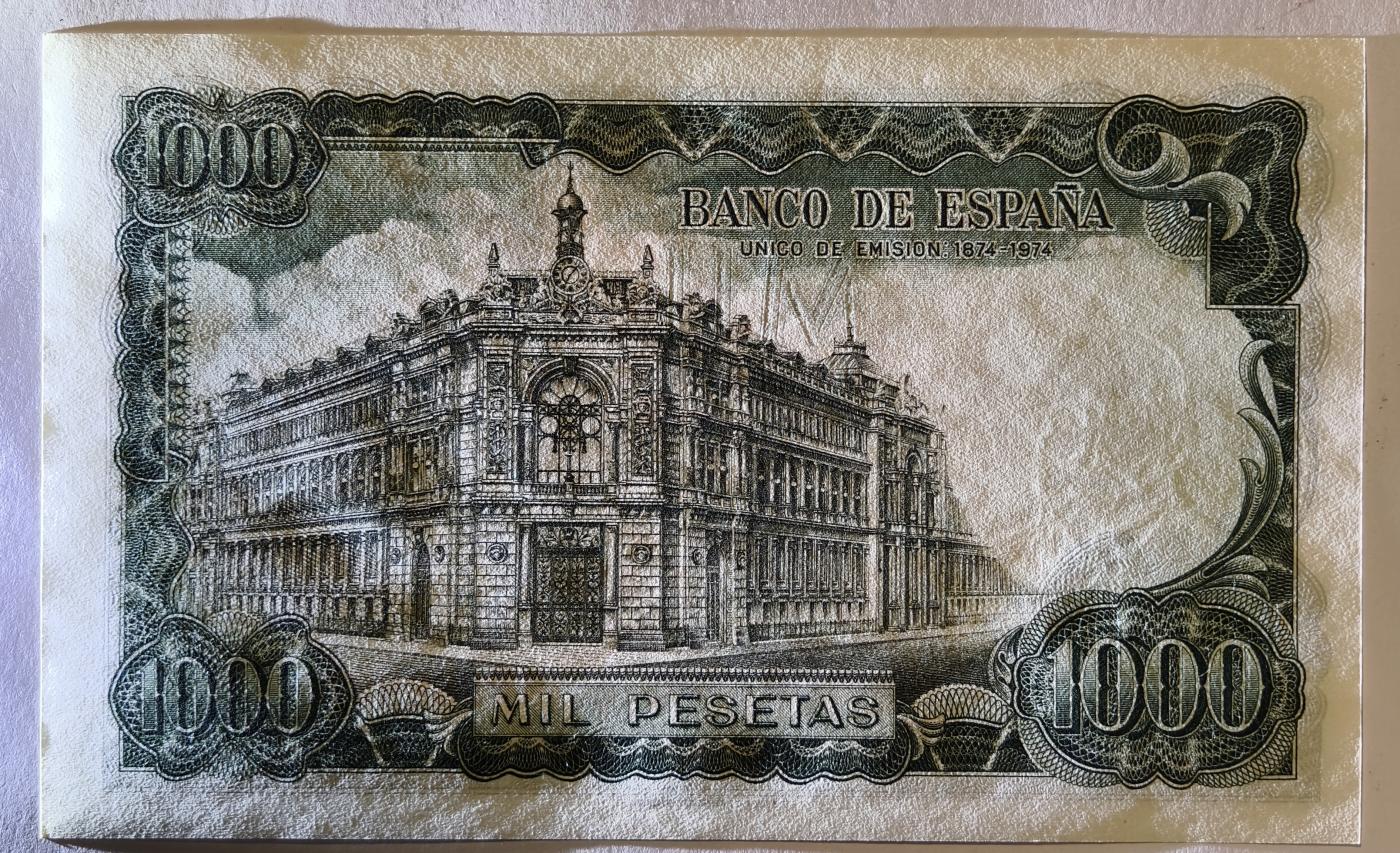 1000
BANCO DE ESPAÑA
UNICO DE EMISION: 1874-1974
1000
MIL PESETAS
1000